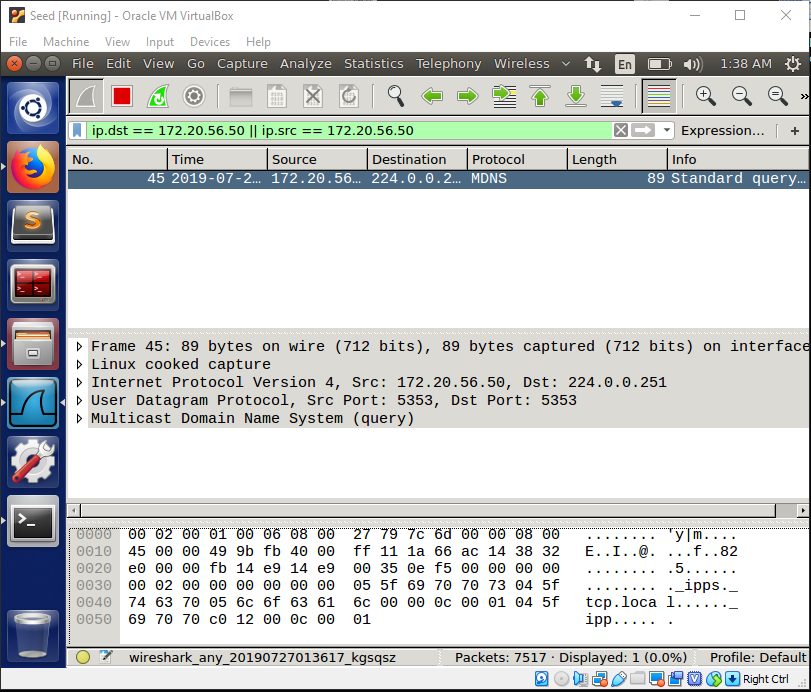 Seed [Running] - Oracle VM VirtualBox
File Machine View Input Devices Help
File Edit View Go Capture Analyze Statistics Telephony Wireless En 1:38 AM
ip.dst == 172.20.56.50 || ip.src == 172.20.56.50 Expression… +
No. Time Source Destination Protocol Length Info
45 2019-07-2… 172.20.56… 224.0.0.2… MDNS 89 Standard query…
Frame 45: 89 bytes on wire (712 bits), 89 bytes captured (712 bits) on interface
Linux cooked capture
Internet Protocol Version 4, Src: 172.20.56.50, Dst: 224.0.0.251
User Datagram Protocol, Src Port: 5353, Dst Port: 5353
Multicast Domain Name System (query)
0000 00 02 00 01 00 06 08 00 27 79 7c 6d 00 00 08 00 ........ 'y|m....
0010 45 00 00 49 9b fb 40 00 ff 11 1a 66 ac 14 38 32 E..I..@. ...f..82
0020 e0 00 00 fb 14 e9 14 e9 00 35 0e f5 00 00 00 00 ........ .5......
0030 00 02 00 00 00 00 00 00 05 5f 69 70 70 73 04 5f ........ ._ipps._
0040 74 63 70 05 6c 6f 63 61 6c 00 00 0c 00 01 04 5f tcp.loca l......_
0050 69 70 70 c0 12 00 0c 00 01 ipp..... .
wireshark_any_20190727013617_kgsqsz Packets: 7517 · Displayed: 1 (0.0%) Profile: Default
Right Ctrl